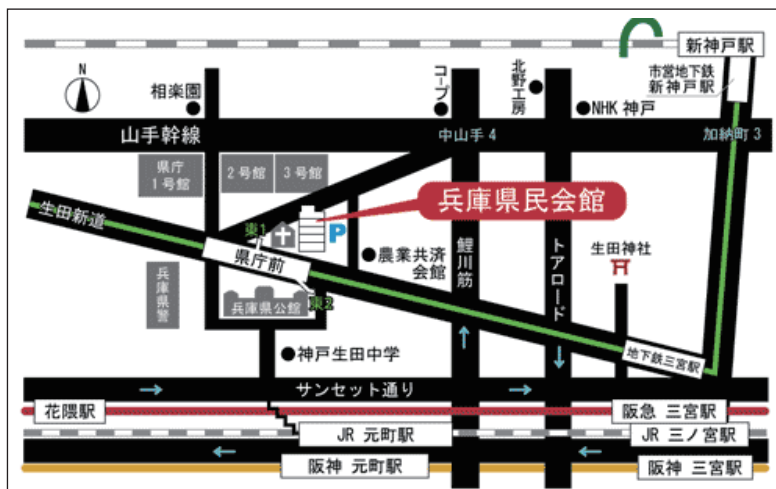 新神戸駅
N
市営地下鉄
新神戸駅
相楽園
コープ
北野
工房
NHK 神戸
山手幹線
中山手 4
加納町 3
県庁
1 号館
2 号館
3 号館
兵庫県民会館
生田新道
東1
P
県庁前
農業共済
会館
鯉川筋
トアロード
生田神社
兵庫県警
兵庫県公館
東2
神戸生田中学
地下鉄三宮駅
サンセット通り
花隈駅
阪急 三宮駅
JR 元町駅
JR 三ノ宮駅
阪神 元町駅
阪神 三宮駅